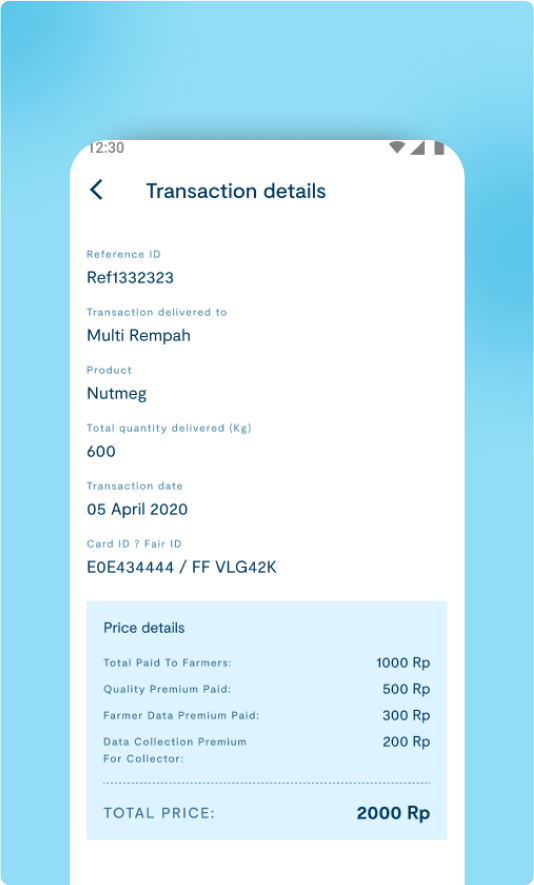 12:30
Transaction details
Reference ID
Ref1332323
Transaction delivered to
Multi Rempah
Product
Nutmeg
Total quantity delivered (Kg)
600
Transaction date
05 April 2020
Card ID ? Fair ID
E0E434444 / FF VLG42K
Price details
Total Paid To Farmers: 1000 Rp
Quality Premium Paid: 500 Rp
Farmer Data Premium Paid: 300 Rp
Data Collection Premium 200 Rp
For Collector:
TOTAL PRICE: 2000 Rp